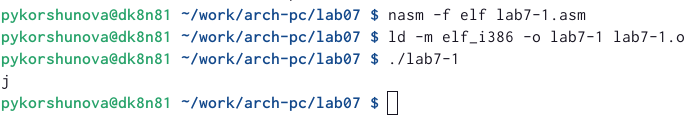 pykorshunova@dk8n81 ~/work/arch-pc/lab07 $ nasm -f elf lab7-1.asm
pykorshunova@dk8n81 ~/work/arch-pc/lab07 $ ld -m elf_i386 -o lab7-1 lab7-1.o
pykorshunova@dk8n81 ~/work/arch-pc/lab07 $ ./lab7-1
j
pykorshunova@dk8n81 ~/work/arch-pc/lab07 $